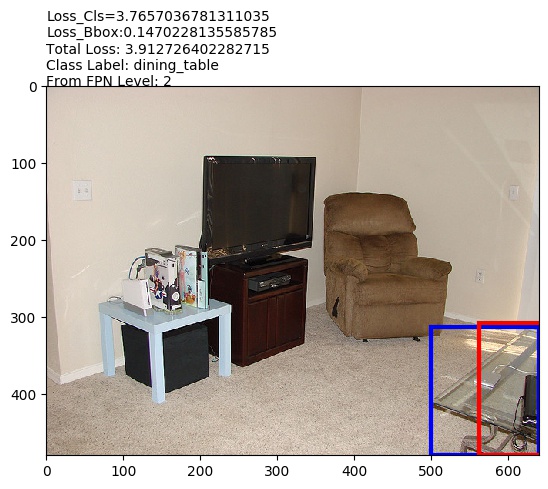 Loss_Cls=3.7657036781311035
Loss_Bbox:0.1470228135585785
Total Loss: 3.912726402282715
Class Label: dining_table
From FPN Level: 2
0
100
200
300
400
0
100
200
300
400
500
600